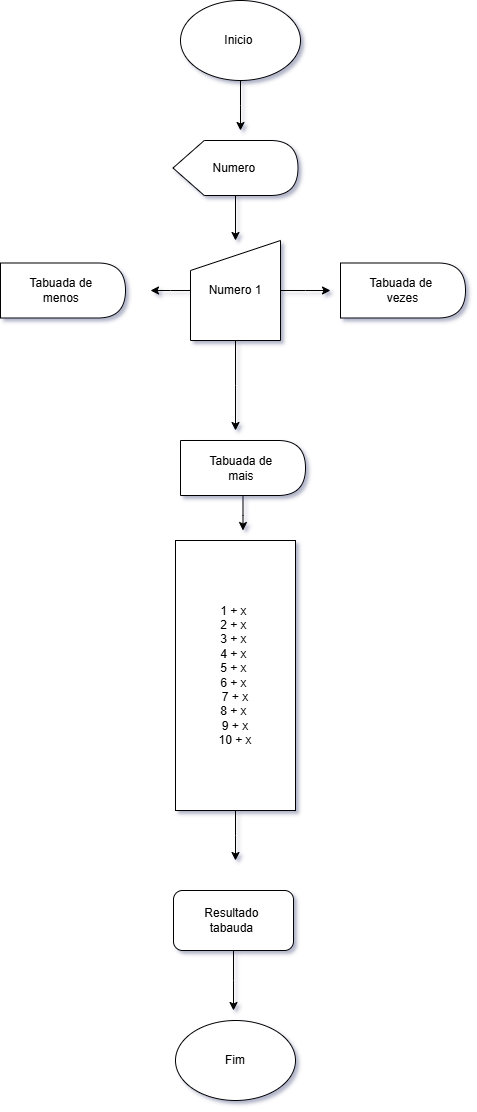 Inicio
Numero
Tabuada de
menos
Numero 1
Tabuada de
vezes
Tabuada de
mais
1 + x
2 + x
3 + x
4 + x
5 + x
6 + x
7 + x
8 + x
9 + x
10 + x
Resultado
tabauda
Fim